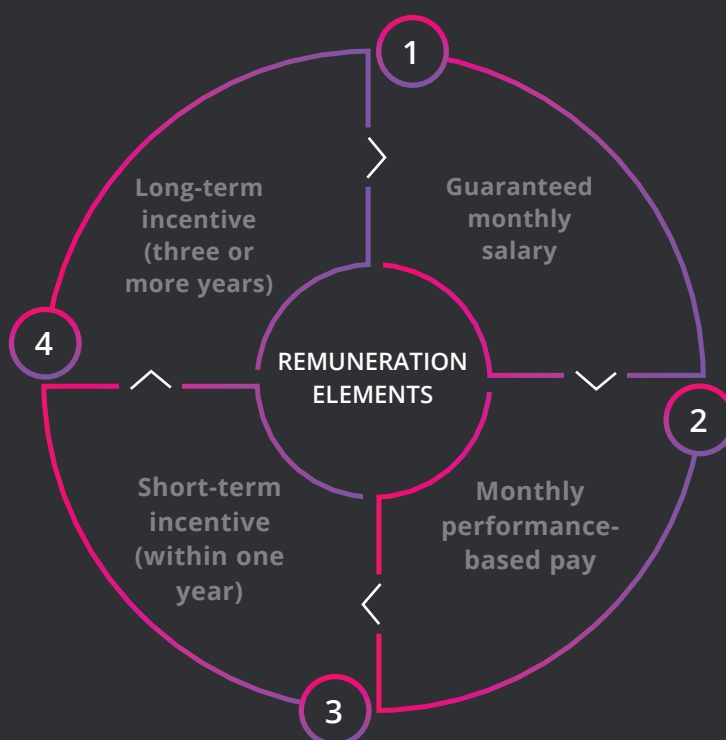 1
Guaranteed
monthly
salary
2
Monthly
performance-
based pay
3
Short-term
incentive
(within one
year)
4
Long-term
incentive
(three or
more years)
REMUNERATION
ELEMENTS